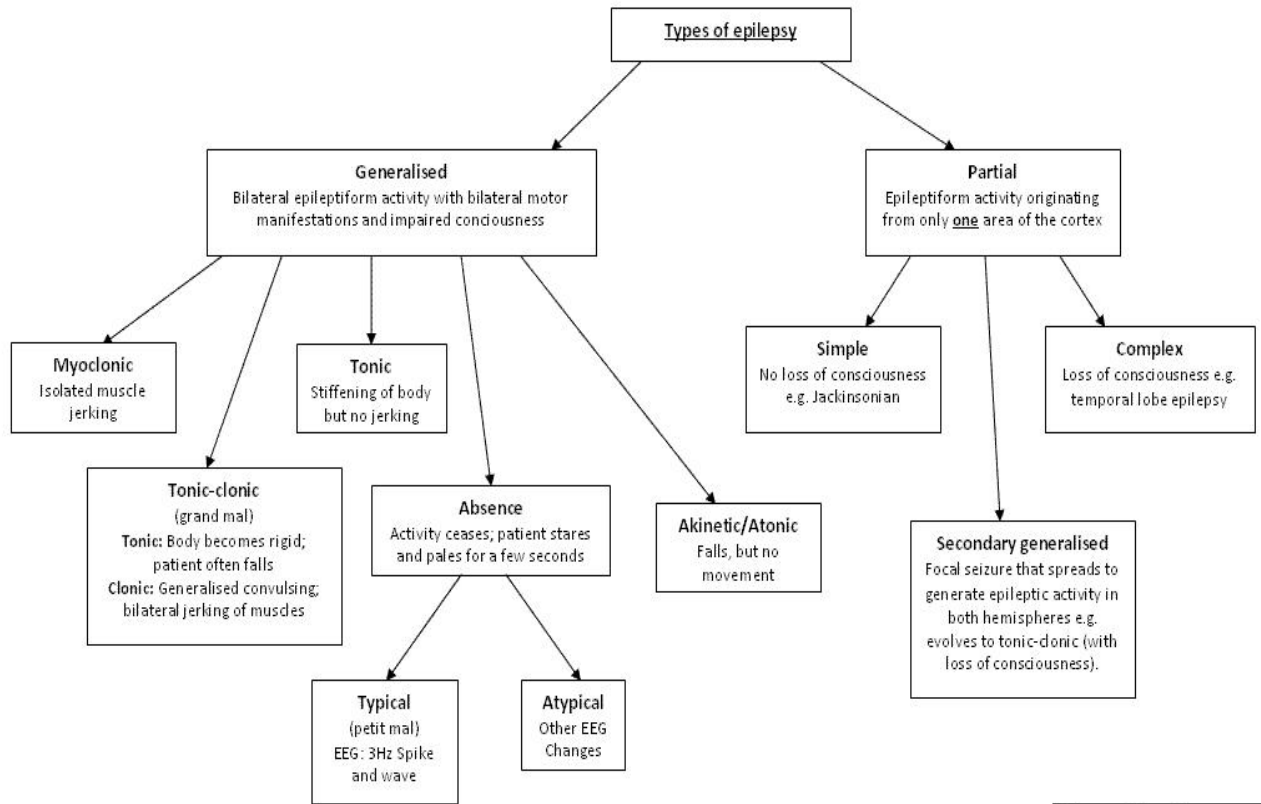 Types of epilepsy
Generalised
Bilateral epileptiform activity with bilateral motor
manifestations and impaired conciousness
Partial
Epileptiform activity originating
from only one area of the cortex
Myoclonic
Isolated muscle
jerking
Tonic
Stiffening of body
but no jerking
Simple
No loss of consciousness
e.g. Jackinsonian
Complex
Loss of consciousness e.g.
temporal lobe epilepsy
Tonic-clonic
(grand mal)
Tonic: Body becomes rigid;
patient often falls
Clonic: Generalised convulsing;
bilateral jerking of muscles
Absence
Activity ceases; patient stares
and pales for a few seconds
Akinetic/Atonic
Falls, but no
movement
Secondary generalised
Focal seizure that spreads to
generate epileptic activity in
both hemispheres e.g.
evolves to tonic-clonic (with
loss of consciousness).
Typical
(petit mal)
EEG: 3Hz Spike
and wave
Atypical
Other EEG
Changes